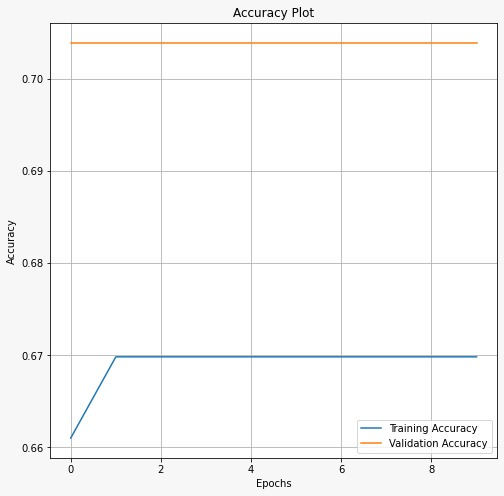 Accuracy Plot
0.70
0.69
0.68
0.67
0.66
Accuracy
0 2 4 6 8
Epochs
Training Accuracy
Validation Accuracy